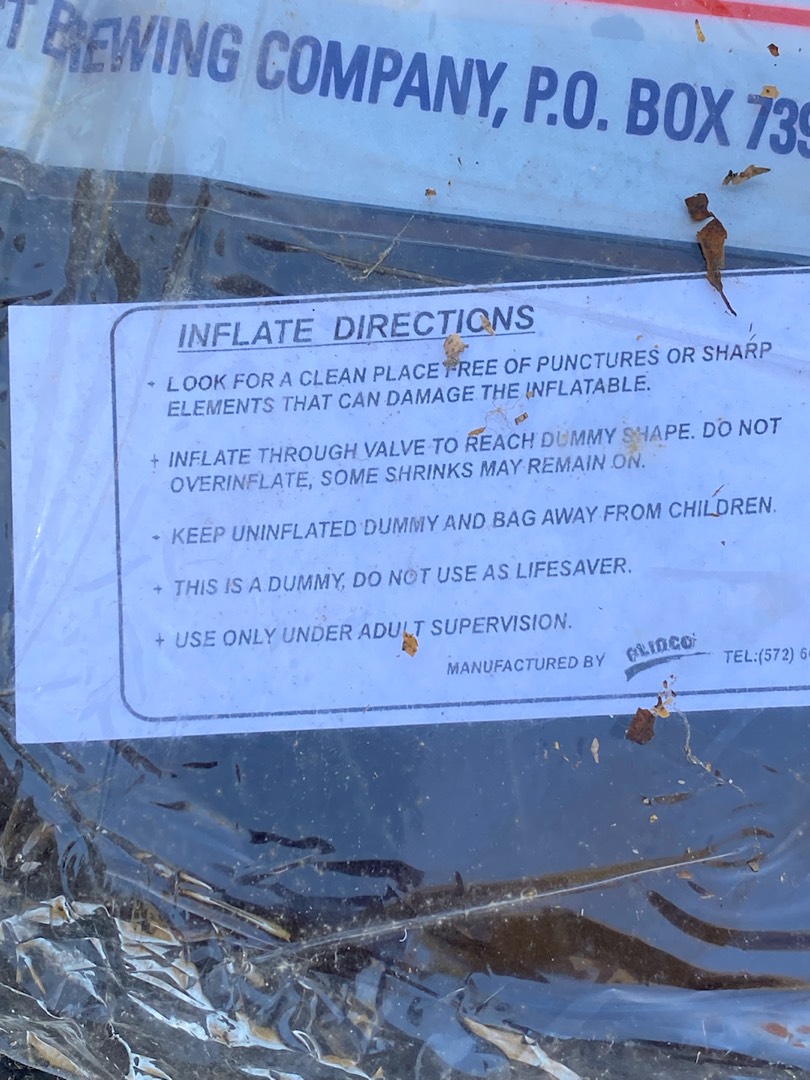 T BREWING COMPANY, P.O. BOX 739
INFLATE DIRECTIONS
+ LOOK FOR A CLEAN PLACE FREE OF PUNCTURES OR SHARP
ELEMENTS THAT CAN DAMAGE THE INFLATABLE.
+ INFLATE THROUGH VALVE TO REACH DUMMY SHAPE. DO NOT
OVERINFLATE, SOME SHRINKS MAY REMAIN ON.
+ KEEP UNINFLATED DUMMY AND BAG AWAY FROM CHILDREN.
+ THIS IS A DUMMY, DO NOT USE AS LIFESAVER.
+ USE ONLY UNDER ADULT SUPERVISION.
MANUFACTURED BY TEL:(572) 6